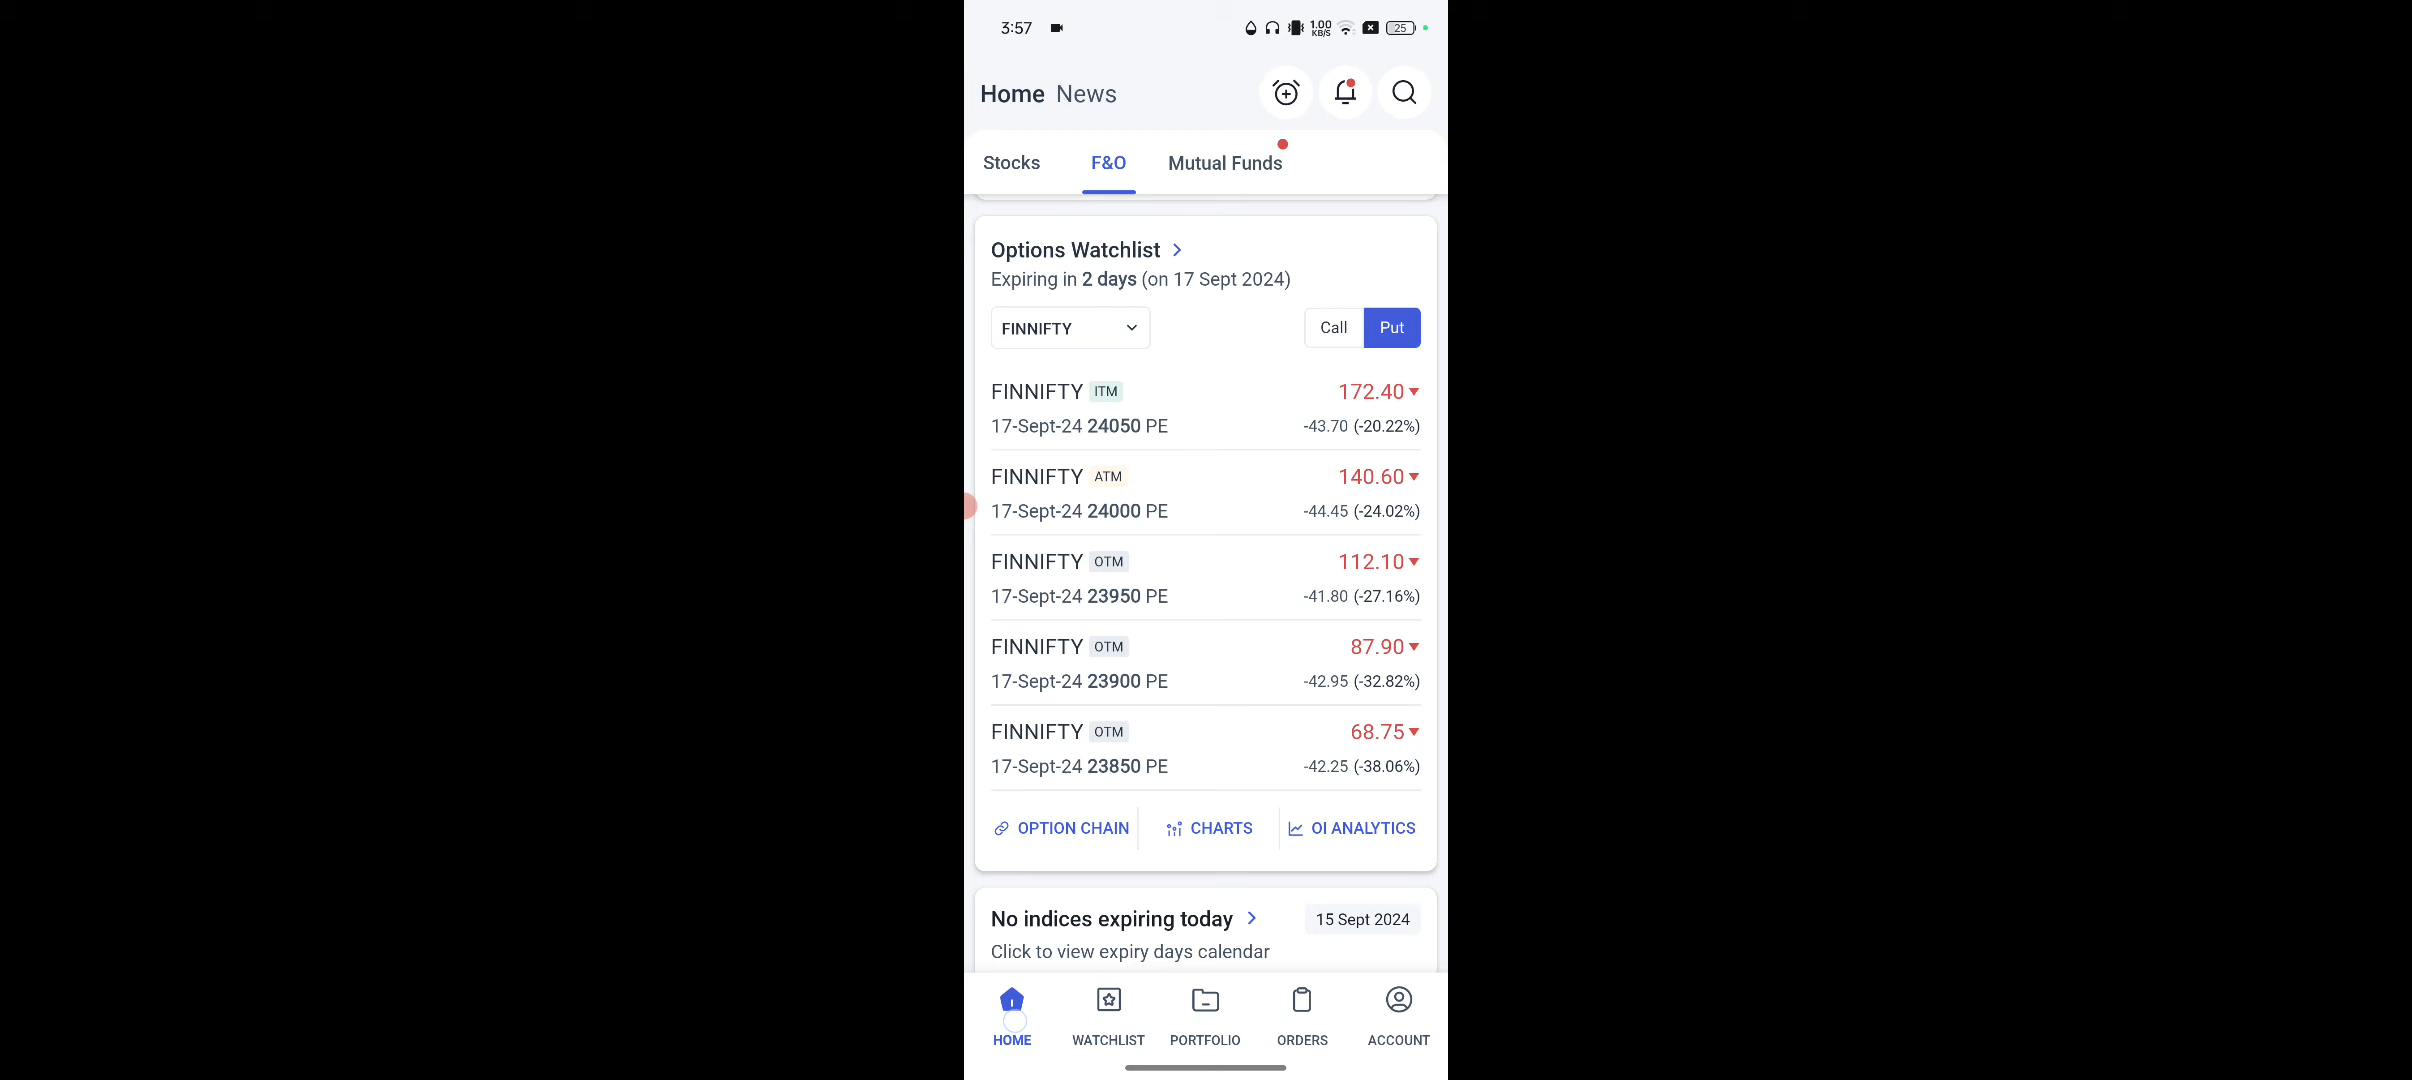 3:57
1.00
KB/S
25
Home News
Stocks F&O Mutual Funds
Options Watchlist
Expiring in 2 days (on 17 Sept 2024)
FINNIFTY Call Put
FINNIFTY ITM 172.40
17-Sept-24 24050 PE -43.70 (-20.22%)
FINNIFTY ATM 140.60
17-Sept-24 24000 PE -44.45 (-24.02%)
FINNIFTY OTM 112.10
17-Sept-24 23950 PE -41.80 (-27.16%)
FINNIFTY OTM 87.90
17-Sept-24 23900 PE -42.95 (-32.82%)
FINNIFTY OTM 68.75
17-Sept-24 23850 PE -42.25 (-38.06%)
OPTION CHAIN CHARTS OI ANALYTICS
No indices expiring today 15 Sept 2024
Click to view expiry days calendar
HOME WATCHLIST PORTFOLIO ORDERS ACCOUNT